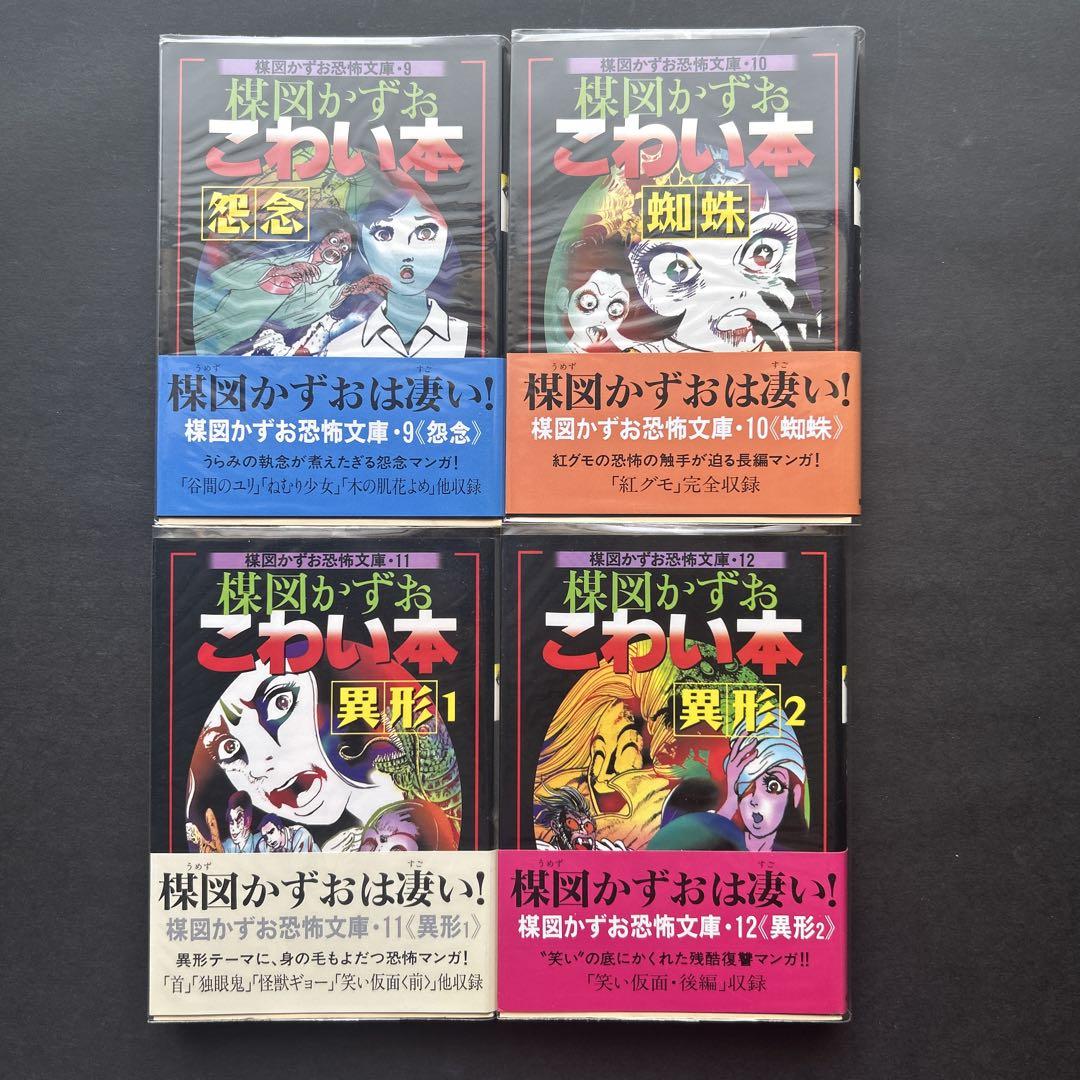 楳図かずお恐怖文庫・9
楳図かずお
こわい本
怨念
うめず すご
楳図かずおは凄い!
楳図かずお恐怖文庫・9《怨念》
うらみの執念が煮えたぎる怨念マンガ!
「谷間のユリ」「ねむり少女」「木の肌花よめ」他収録
楳図かずお恐怖文庫・10
楳図かずお
こわい本
蜘蛛
うめず すご
楳図かずおは凄い!
楳図かずお恐怖文庫・10《蜘蛛》
紅グモの恐怖の触手が迫る長編マンガ!
「紅グモ」完全収録
楳図かずお恐怖文庫・11
楳図かずお
こわい本
異形1
うめず すご
楳図かずおは凄い!
楳図かずお恐怖文庫・11《異形1》
異形テーマに、身の毛もよだつ恐怖マンガ!
「首」「独眼鬼」「怪獣ギョー」「笑い仮面〈前〉」他収録
楳図かずお恐怖文庫・12
楳図かずお
こわい本
異形2
うめず すご
楳図かずおは凄い!
楳図かずお恐怖文庫・12《異形2》
〝笑い〟の底にかくれた残酷復讐マンガ!!
「笑い仮面・後編」収録